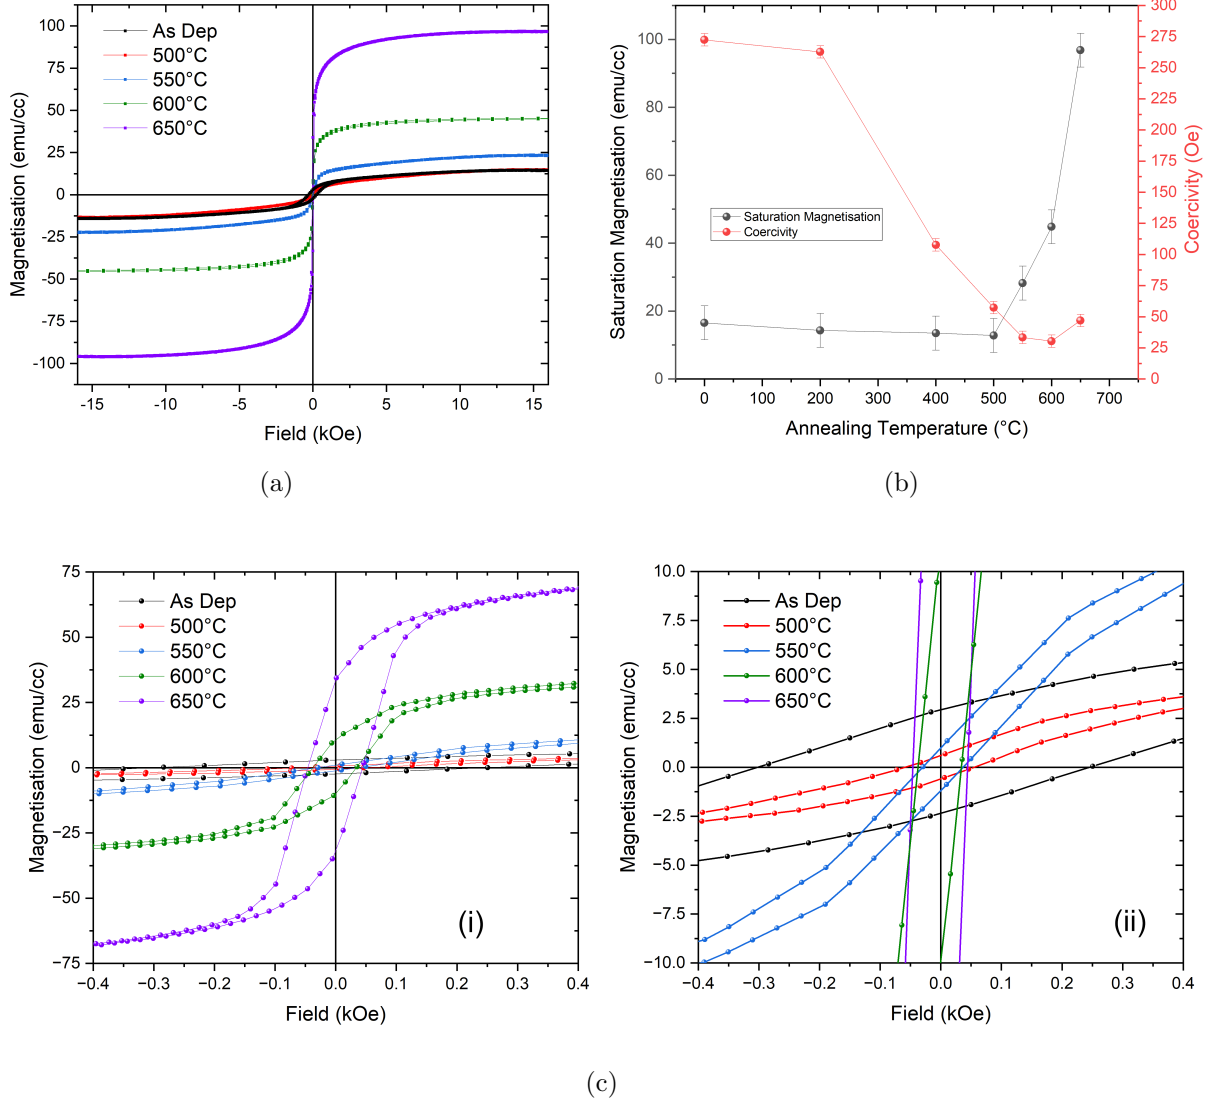 As Dep
500°C
550°C
600°C
650°C
Magnetisation (emu/cc)
100
75
50
25
0
-25
-50
-75
-100
-15
-10
-5
0
5
10
15
Field (kOe)
(a)
Saturation Magnetisation (emu/cc)
100
80
60
40
20
0
Saturation Magnetisation
Coercivity
300
275
250
225
200
175
150
125
100
75
50
25
0
Coercivity (Oe)
0
100
200
300
400
500
600
700
Annealing Temperature (°C)
(b)
As Dep
500°C
550°C
600°C
650°C
Magnetisation (emu/cc)
75
50
25
0
−25
−50
−75
(i)
−0.4
−0.3
−0.2
−0.1
0.0
0.1
0.2
0.3
0.4
Field (kOe)
As Dep
500°C
550°C
600°C
650°C
Magnetisation (emu/cc)
10.0
7.5
5.0
2.5
0.0
−2.5
−5.0
−7.5
−10.0
(ii)
−0.4
−0.3
−0.2
−0.1
0.0
0.1
0.2
0.3
0.4
Field (kOe)
(c)